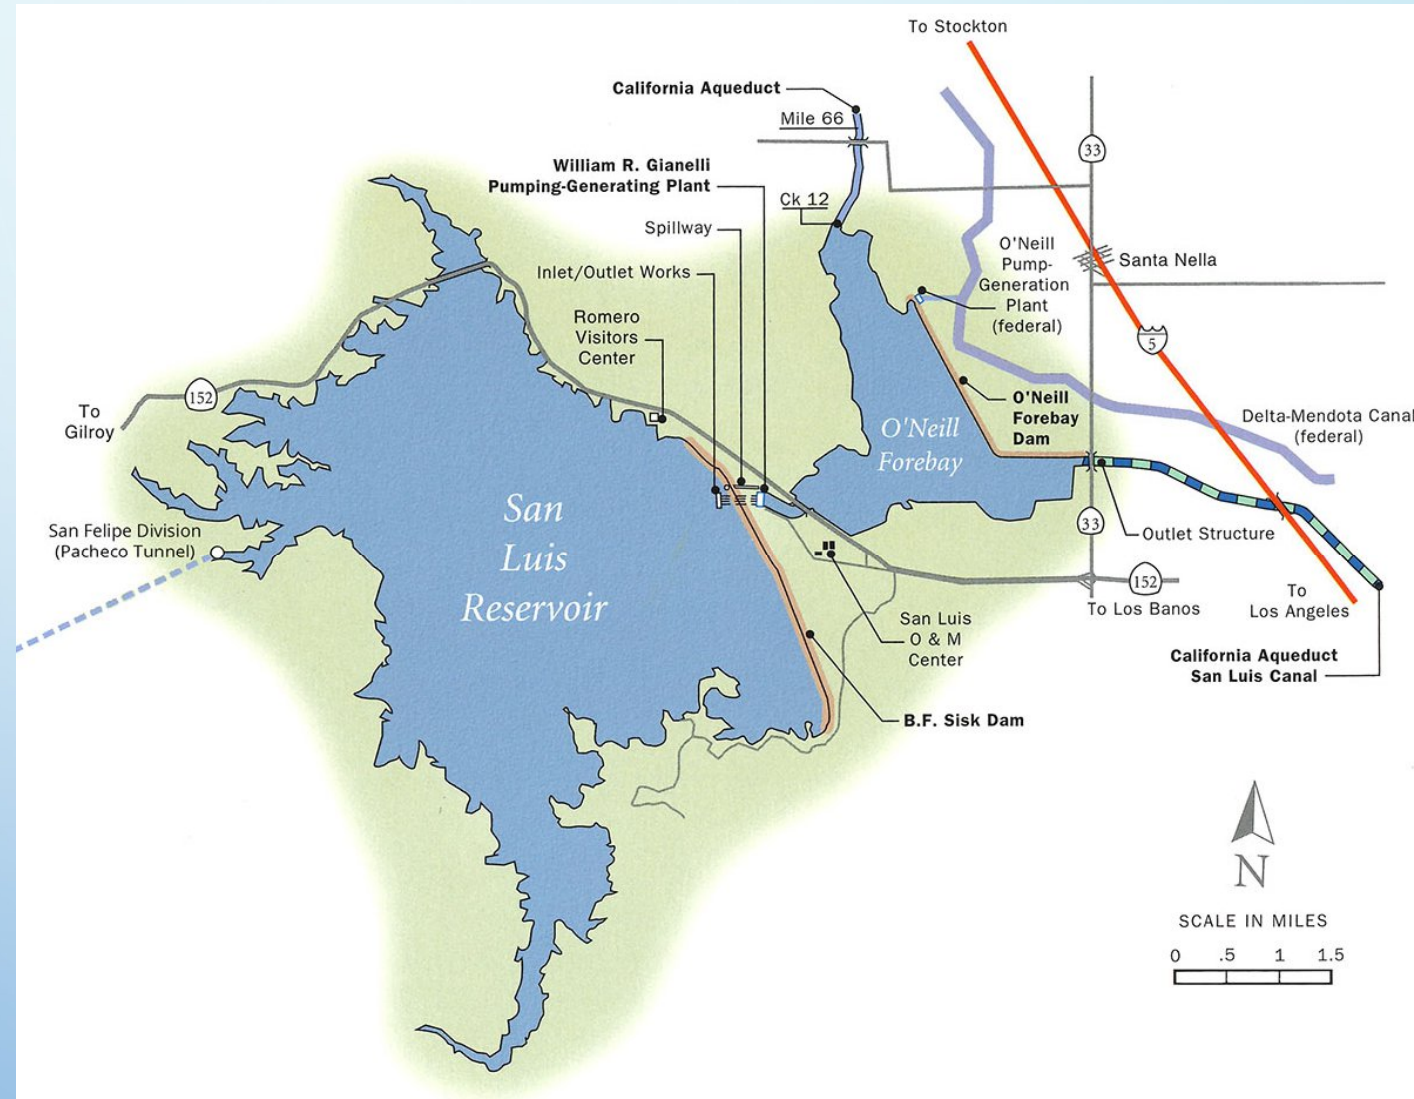 To Stockton
California Aqueduct
Mile 66
33
William R. Gianelli
Pumping-Generating Plant
Ck 12
Spillway
O'Neill
Pump-
Generation
Plant
(federal)
Santa Nella
Inlet/Outlet Works
Romero
Visitors
Center
5
152
To
Gilroy
O'Neill
Forebay
Dam
O'Neill
Forebay
Delta-Mendota Canal
(federal)
San
Luis
Reservoir
San Felipe Division
(Pacheco Tunnel)
33
Outlet Structure
152
To Los Banos
To
Los Angeles
San Luis
O & M
Center
California Aqueduct
San Luis Canal
B.F. Sisk Dam
N
SCALE IN MILES
0 .5 1 1.5